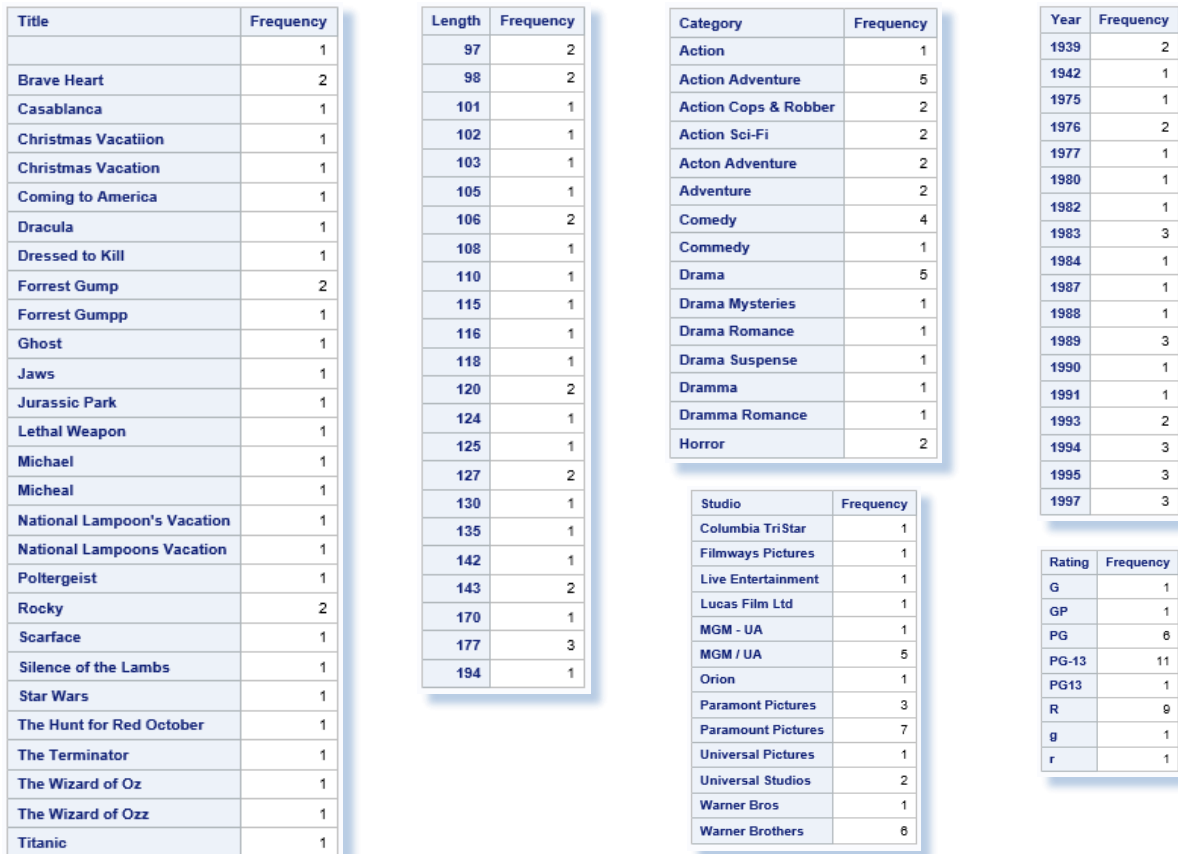 Title Frequency
1
Brave Heart 2
Casablanca 1
Christmas Vacatiion 1
Christmas Vacation 1
Coming to America 1
Dracula 1
Dressed to Kill 1
Forrest Gump 2
Forrest Gumpp 1
Ghost 1
Jaws 1
Jurassic Park 1
Lethal Weapon 1
Michael 1
Micheal 1
National Lampoon's Vacation 1
National Lampoons Vacation 1
Poltergeist 1
Rocky 2
Scarface 1
Silence of the Lambs 1
Star Wars 1
The Hunt for Red October 1
The Terminator 1
The Wizard of Oz 1
The Wizard of Ozz 1
Titanic 1
Length Frequency
97 2
98 2
101 1
102 1
103 1
105 1
106 2
108 1
110 1
115 1
116 1
118 1
120 2
124 1
125 1
127 2
130 1
135 1
142 1
143 2
170 1
177 3
194 1
Category Frequency
Action 1
Action Adventure 5
Action Cops & Robber 2
Action Sci-Fi 2
Acton Adventure 2
Adventure 2
Comedy 4
Commedy 1
Drama 5
Drama Mysteries 1
Drama Romance 1
Drama Suspense 1
Dramma 1
Dramma Romance 1
Horror 2
Studio Frequency
Columbia TriStar 1
Filmways Pictures 1
Live Entertainment 1
Lucas Film Ltd 1
MGM - UA 1
MGM / UA 5
Orion 1
Paramont Pictures 3
Paramount Pictures 7
Universal Pictures 1
Universal Studios 2
Warner Bros 1
Warner Brothers 6
Year Frequency
1939 2
1942 1
1975 1
1976 2
1977 1
1980 1
1982 1
1983 3
1984 1
1987 1
1988 1
1989 3
1990 1
1991 1
1993 2
1994 3
1995 3
1997 3
Rating Frequency
G 1
GP 1
PG 6
PG-13 11
PG13 1
R 9
g 1
r 1